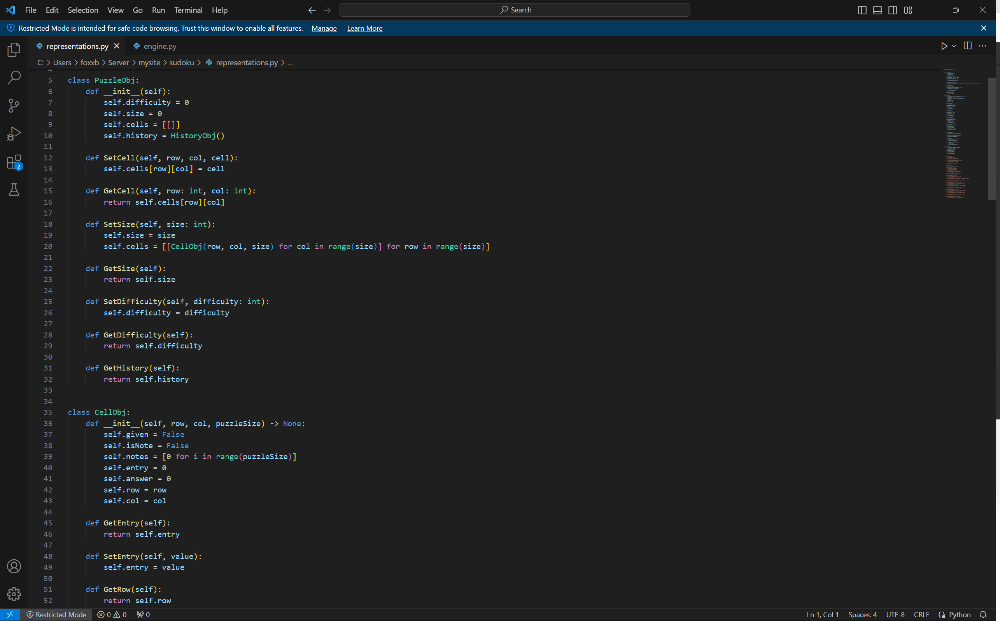 File Edit Selection View Go Run Terminal Help Search
Restricted Mode is intended for safe code browsing. Trust this window to enable all features. Manage Learn More
representations.py engine.py
C: > Users > foxxb > Server > mysite > sudoku > representations.py > ...
4
5 class PuzzleObj:
6     def __init__(self):
7         self.difficulty = 0
8         self.size = 0
9         self.cells = [[]]
10         self.history = HistoryObj()
11
12     def SetCell(self, row, col, cell):
13         self.cells[row][col] = cell
14
15     def GetCell(self, row: int, col: int):
16         return self.cells[row][col]
17
18     def SetSize(self, size: int):
19         self.size = size
20         self.cells = [[CellObj(row, col, size) for col in range(size)] for row in range(size)]
21
22     def GetSize(self):
23         return self.size
24
25     def SetDifficulty(self, difficulty: int):
26         self.difficulty = difficulty
27
28     def GetDifficulty(self):
29         return self.difficulty
30
31     def GetHistory(self):
32         return self.history
33
34
35 class CellObj:
36     def __init__(self, row, col, puzzleSize) -> None:
37         self.given = False
38         self.isNote = False
39         self.notes = [0 for i in range(puzzleSize)]
40         self.entry = 0
41         self.answer = 0
42         self.row = row
43         self.col = col
44
45     def GetEntry(self):
46         return self.entry
47
48     def SetEntry(self, value):
49         self.entry = value
50
51     def GetRow(self):
52         return self.row
2
Restricted Mode 0 0 0 Ln 1, Col 1 Spaces: 4 UTF-8 CRLF {} Python